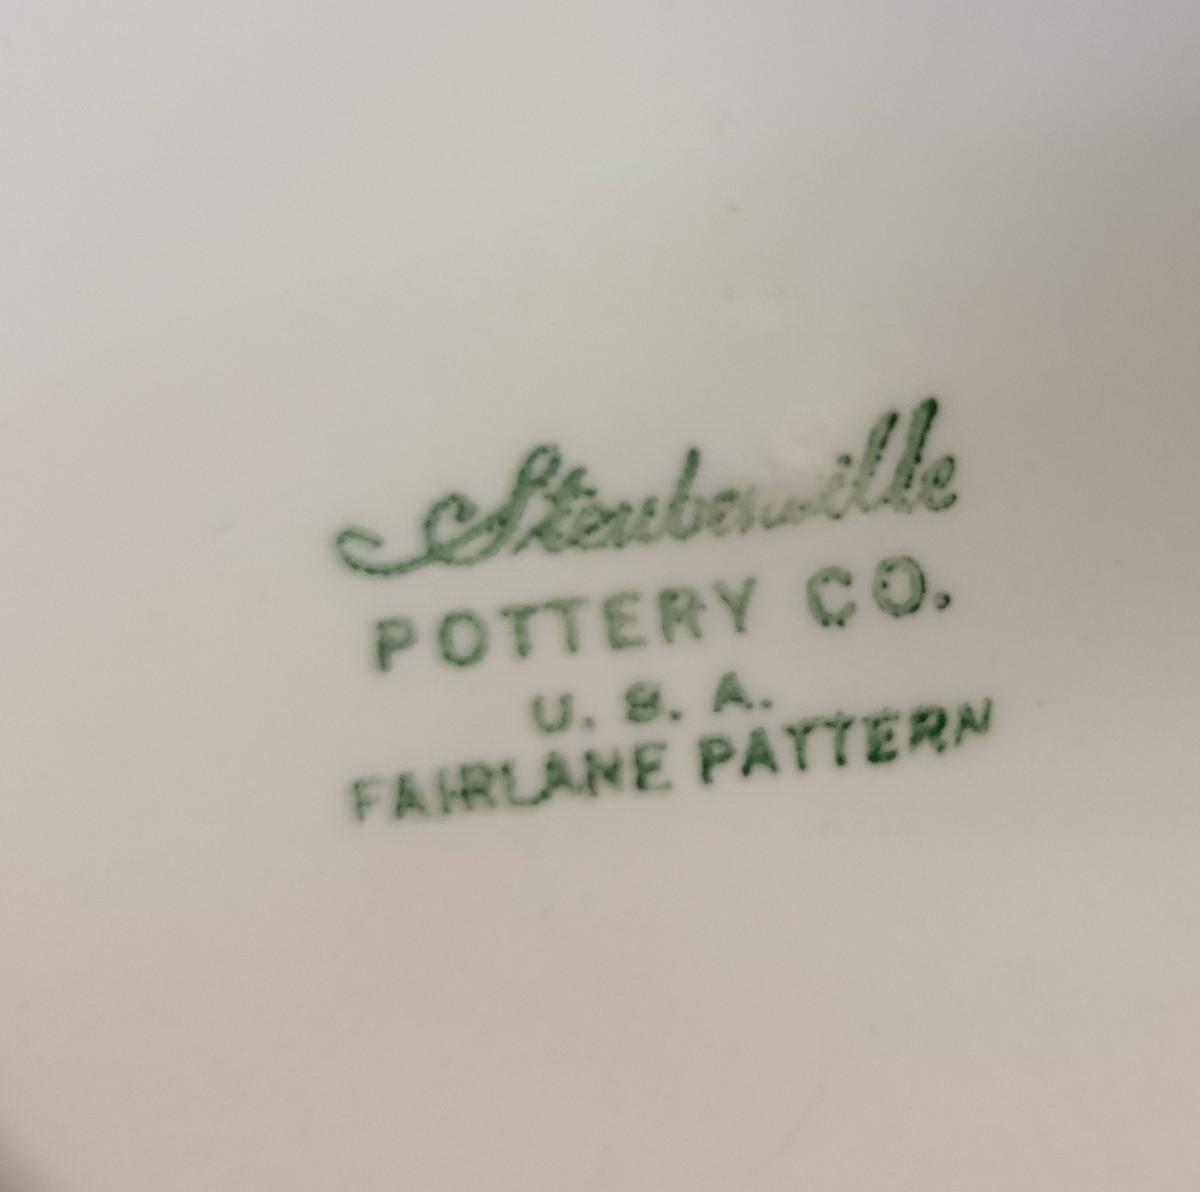 Steubenville
POTTERY CO.
U. S. A.
FAIRLANE PATTERN